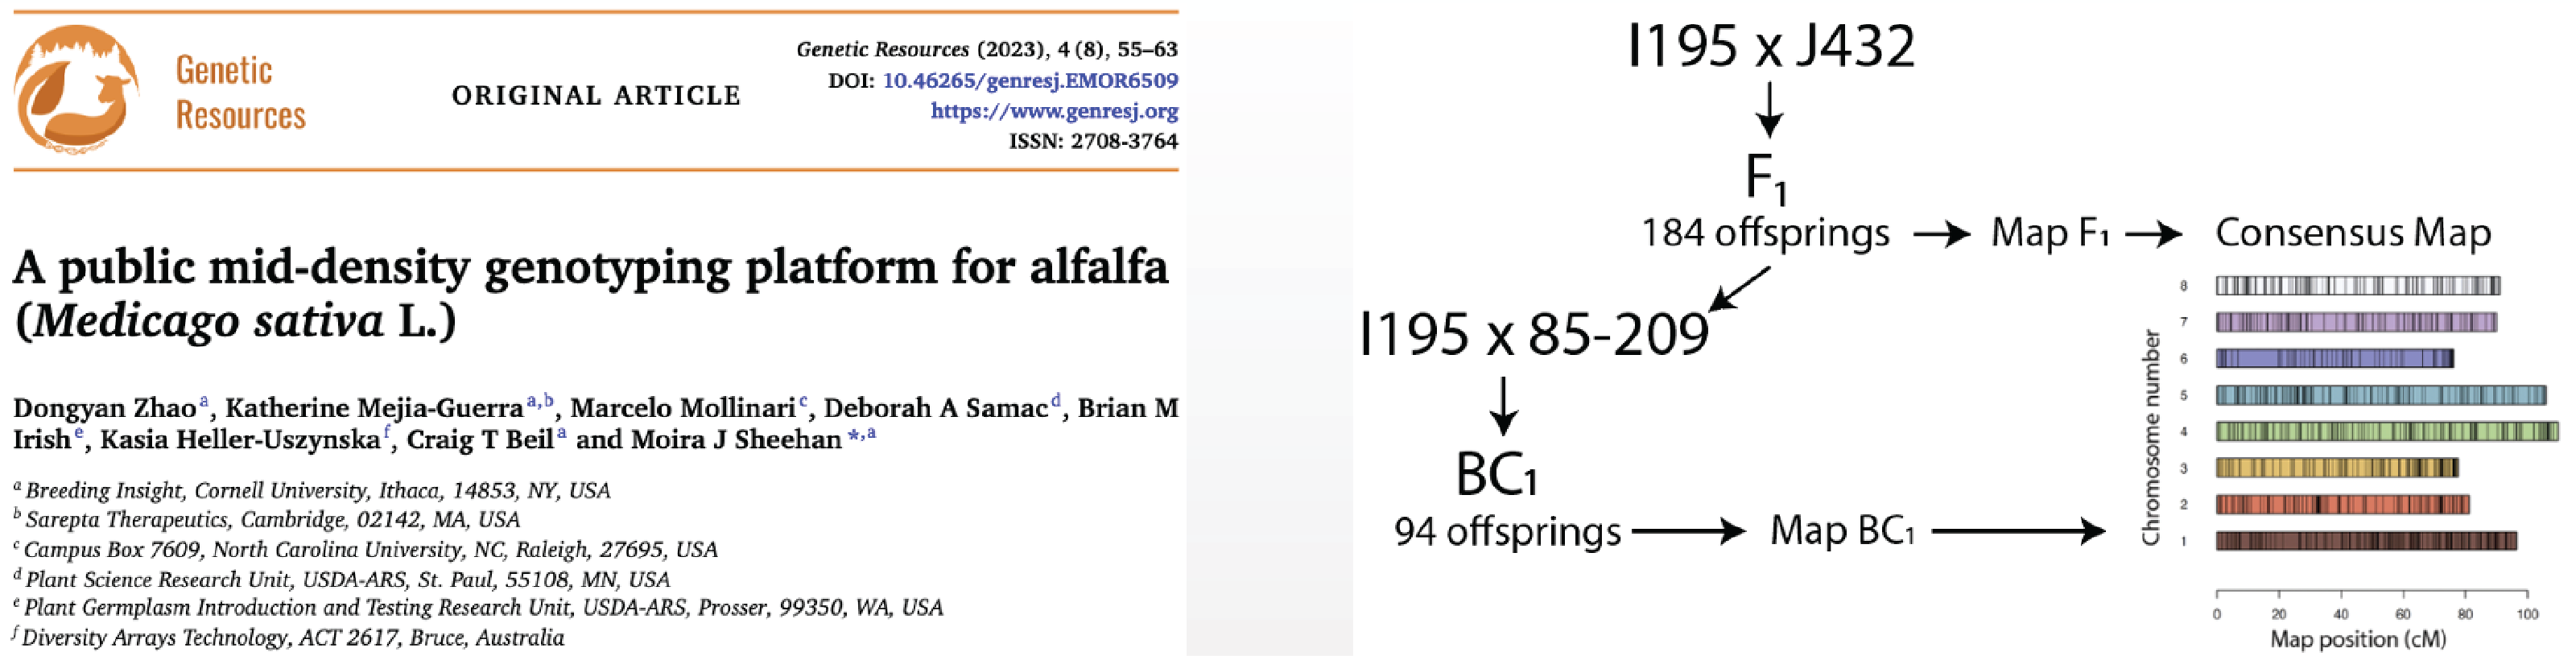 Genetic
Resources
ORIGINAL ARTICLE
Genetic Resources (2023), 4 (8), 55–63
DOI: 10.46265/genresj.EMOR6509
https://www.genresj.org
ISSN: 2708-3764
A public mid-density genotyping platform for alfalfa
(Medicago sativa L.)
Dongyan Zhao a, Katherine Mejia-Guerra a,b, Marcelo Mollinari c, Deborah A Samac d, Brian M
Irish e, Kasia Heller-Uszynska f, Craig T Beil a and Moira J Sheehan *,a
a Breeding Insight, Cornell University, Ithaca, 14853, NY, USA
b Sarepta Therapeutics, Cambridge, 02142, MA, USA
c Campus Box 7609, North Carolina University, NC, Raleigh, 27695, USA
d Plant Science Research Unit, USDA-ARS, St. Paul, 55108, MN, USA
e Plant Germplasm Introduction and Testing Research Unit, USDA-ARS, Prosser, 99350, WA, USA
f Diversity Arrays Technology, ACT 2617, Bruce, Australia
I195 x J432
F1
184 offsprings
Map F1
Consensus Map
I195 x 85-209
BC1
94 offsprings
Map BC1
Chromosome number
8
7
6
5
4
3
2
1
0 20 40 60 80 100
Map position (cM)